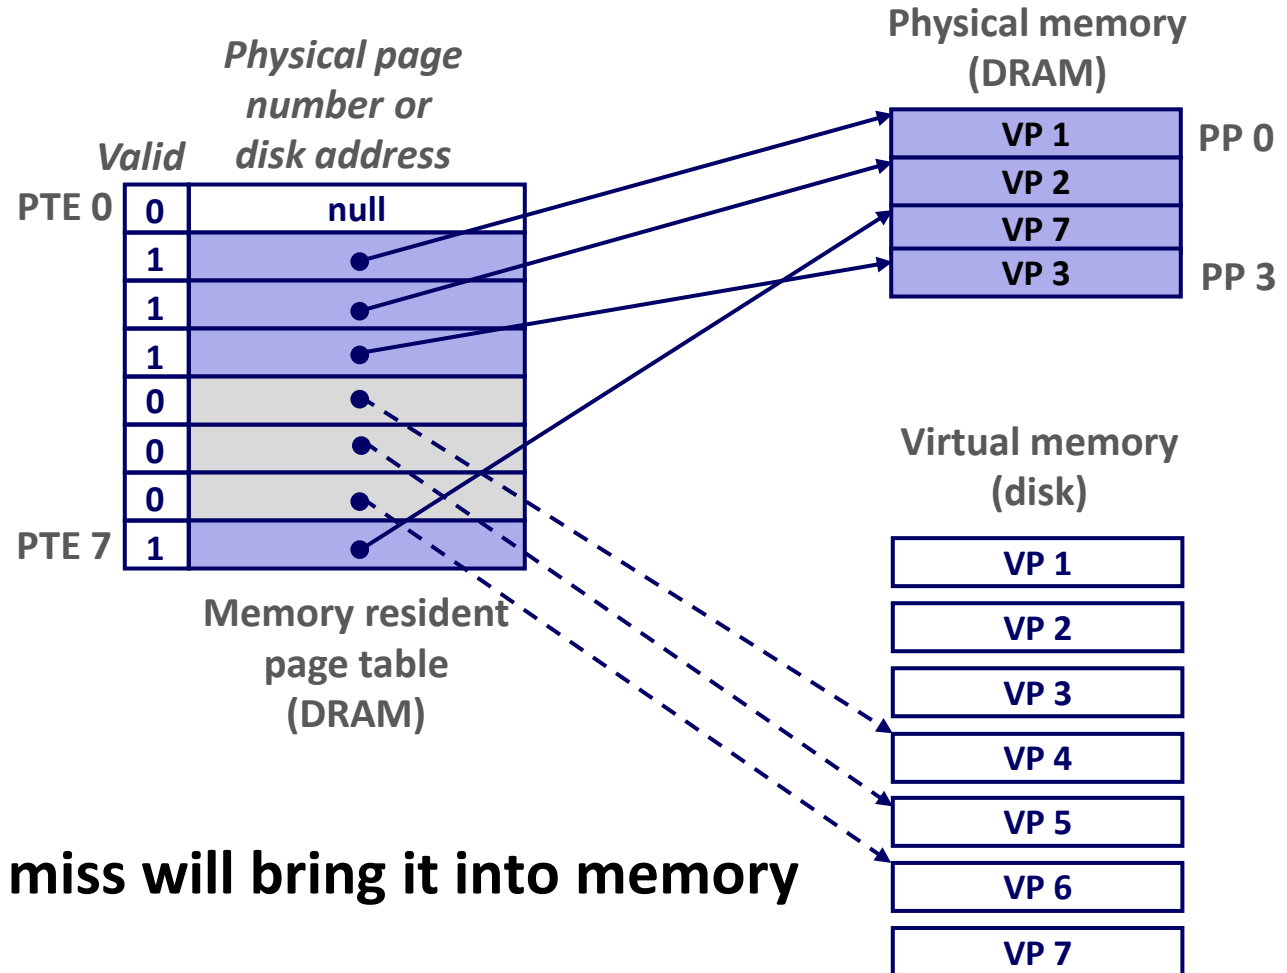 Physical page
number or
disk address
Valid
PTE 0
0
null
1
1
1
0
0
0
PTE 7
1
Memory resident
page table
(DRAM)
Physical memory
(DRAM)
VP 1
PP 0
VP 2
VP 7
VP 3
PP 3
Virtual memory
(disk)
VP 1
VP 2
VP 3
VP 4
VP 5
VP 6
VP 7
miss will bring it into memory